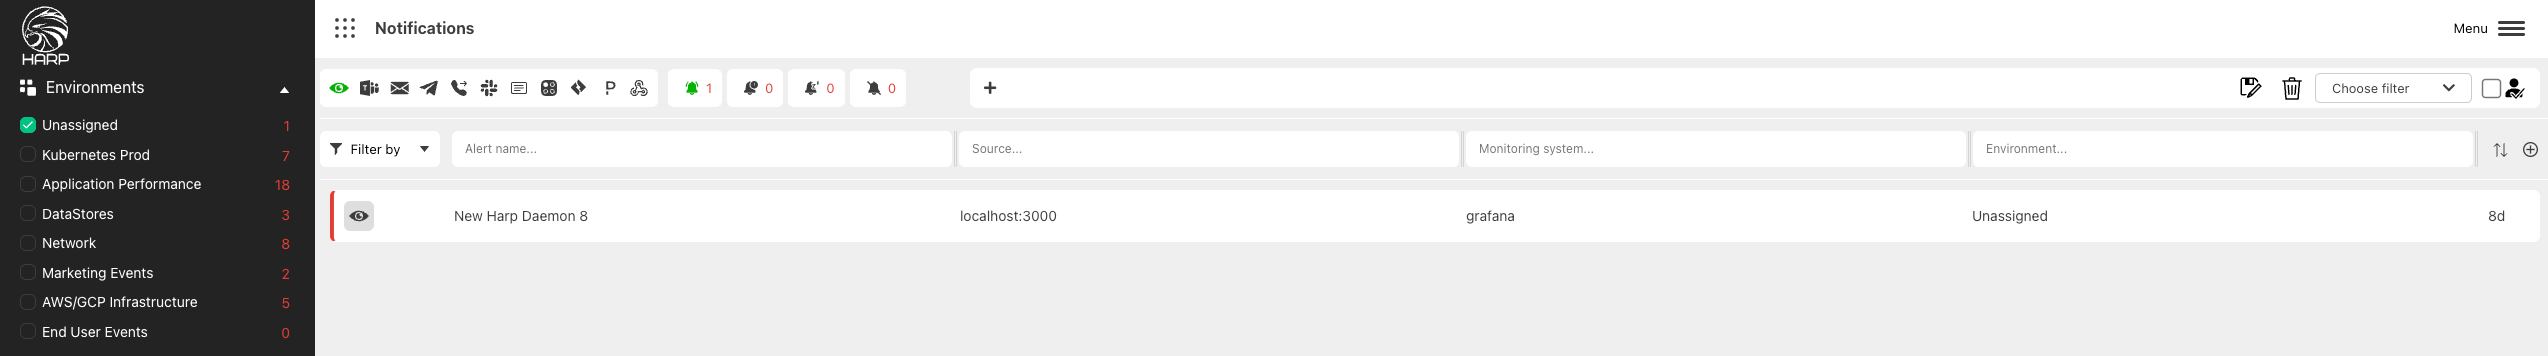 HARP
Environments
Unassigned 1
Kubernetes Prod 7
Application Performance 18
DataStores 3
Network 8
Marketing Events 2
AWS/GCP Infrastructure 5
End User Events 0
Notifications
Menu
1 0 0 0
+
Choose filter
Filter by
Alert name...
Source...
Monitoring system...
Environment...
New Harp Daemon 8
localhost:3000
grafana
Unassigned
8d